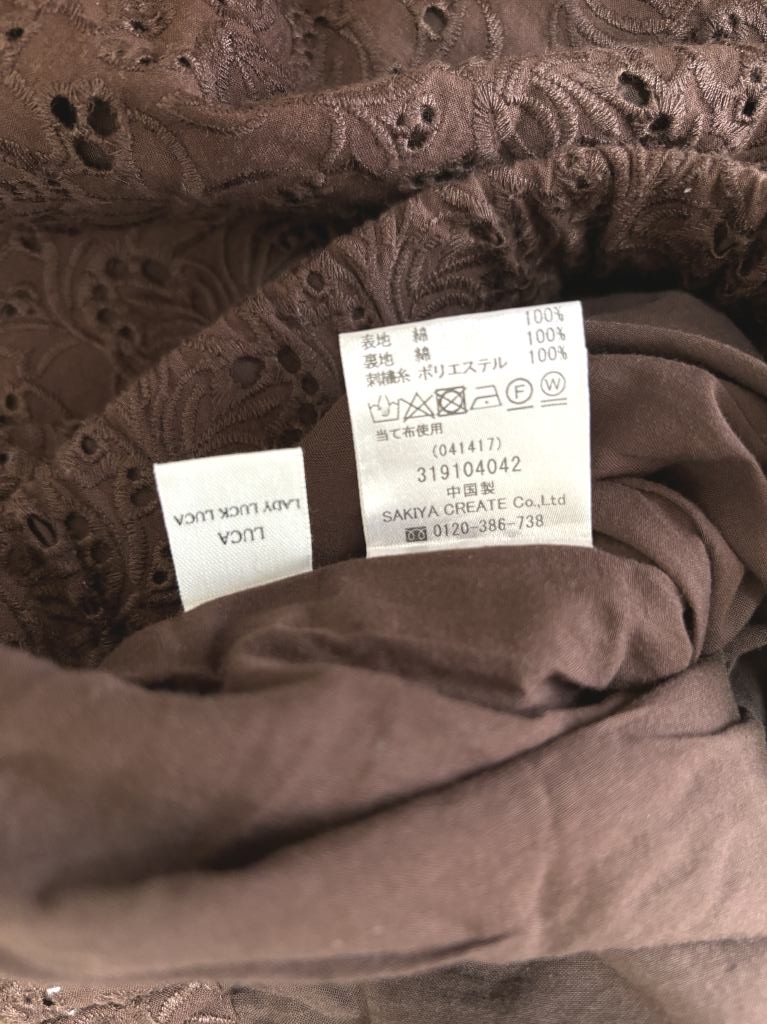 表地 綿 100%
裏地 綿 100%
刺繍糸 ポリエステル 100%
F W
当て布使用
(041417)
319104042
中国製
SAKIYA CREATE Co.,Ltd
0120-386-738
LUCA
LADY LUCK LUCA